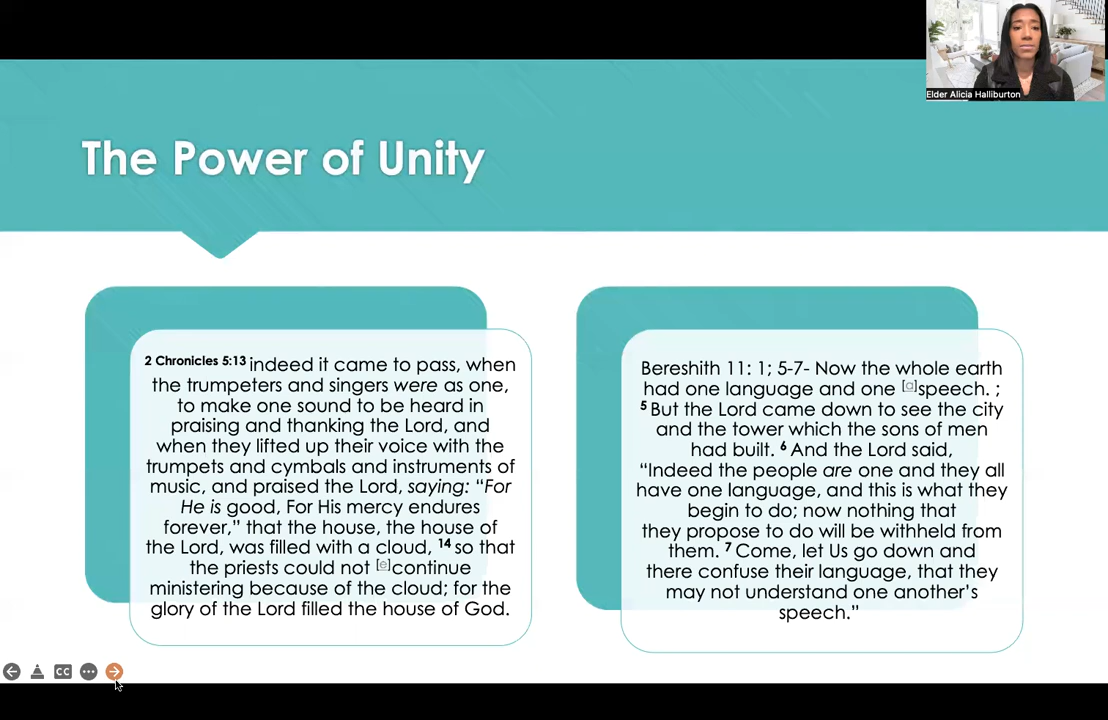 Elder Alicia Halliburton
The Power of Unity
2 Chronicles 5:13 indeed it came to pass, when
the trumpeters and singers were as one,
to make one sound to be heard in
praising and thanking the Lord, and
when they lifted up their voice with the
trumpets and cymbals and instruments of
music, and praised the Lord, saying: “For
He is good, For His mercy endures
forever,” that the house, the house of
the Lord, was filled with a cloud, 14 so that
the priests could not [e]continue
ministering because of the cloud; for the
glory of the Lord filled the house of God.
Bereshith 11: 1; 5-7- Now the whole earth
had one language and one [a]speech. ;
5 But the Lord came down to see the city
and the tower which the sons of men
had built. 6 And the Lord said,
“Indeed the people are one and they all
have one language, and this is what they
begin to do; now nothing that
they propose to do will be withheld from
them. 7 Come, let Us go down and
there confuse their language, that they
may not understand one another’s
speech.”
CC